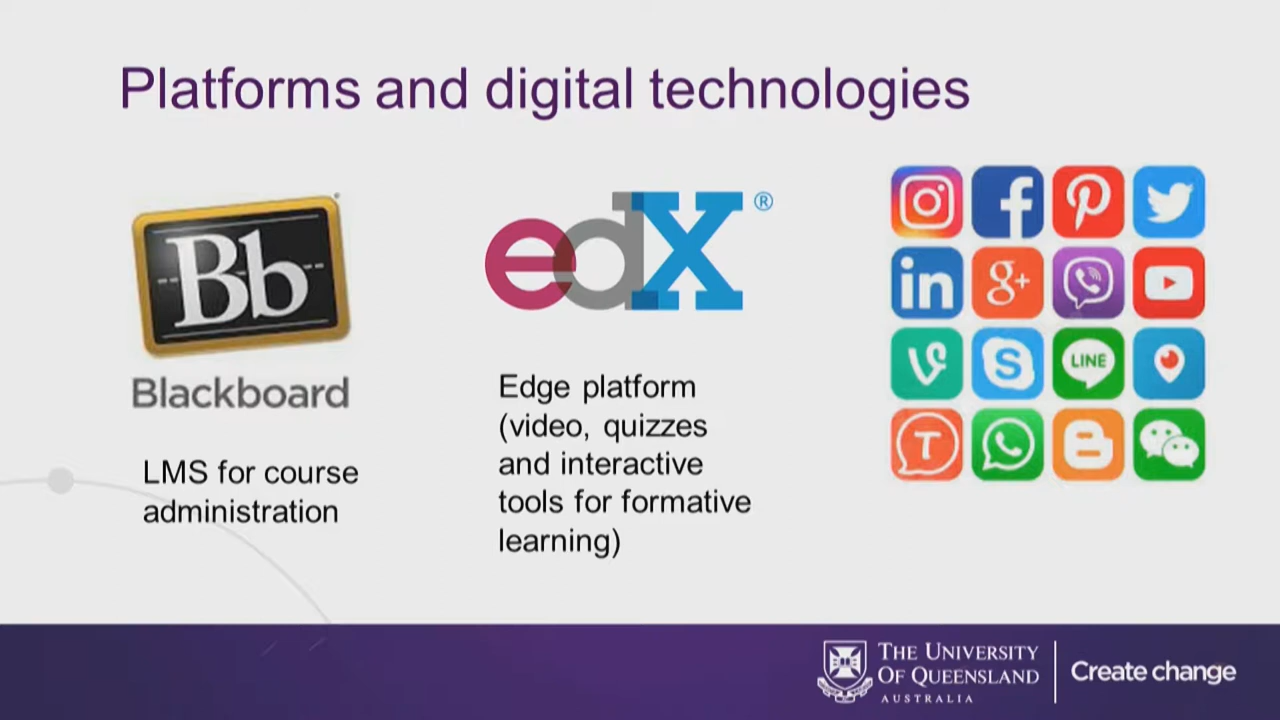 Platforms and digital technologies
Bb
Blackboard
LMS for course
administration
edX®
Edge platform
(video, quizzes
and interactive
tools for formative
learning)
in
g+
S
LINE
T
THE UNIVERSITY
OF QUEENSLAND
AUSTRALIA
Create change